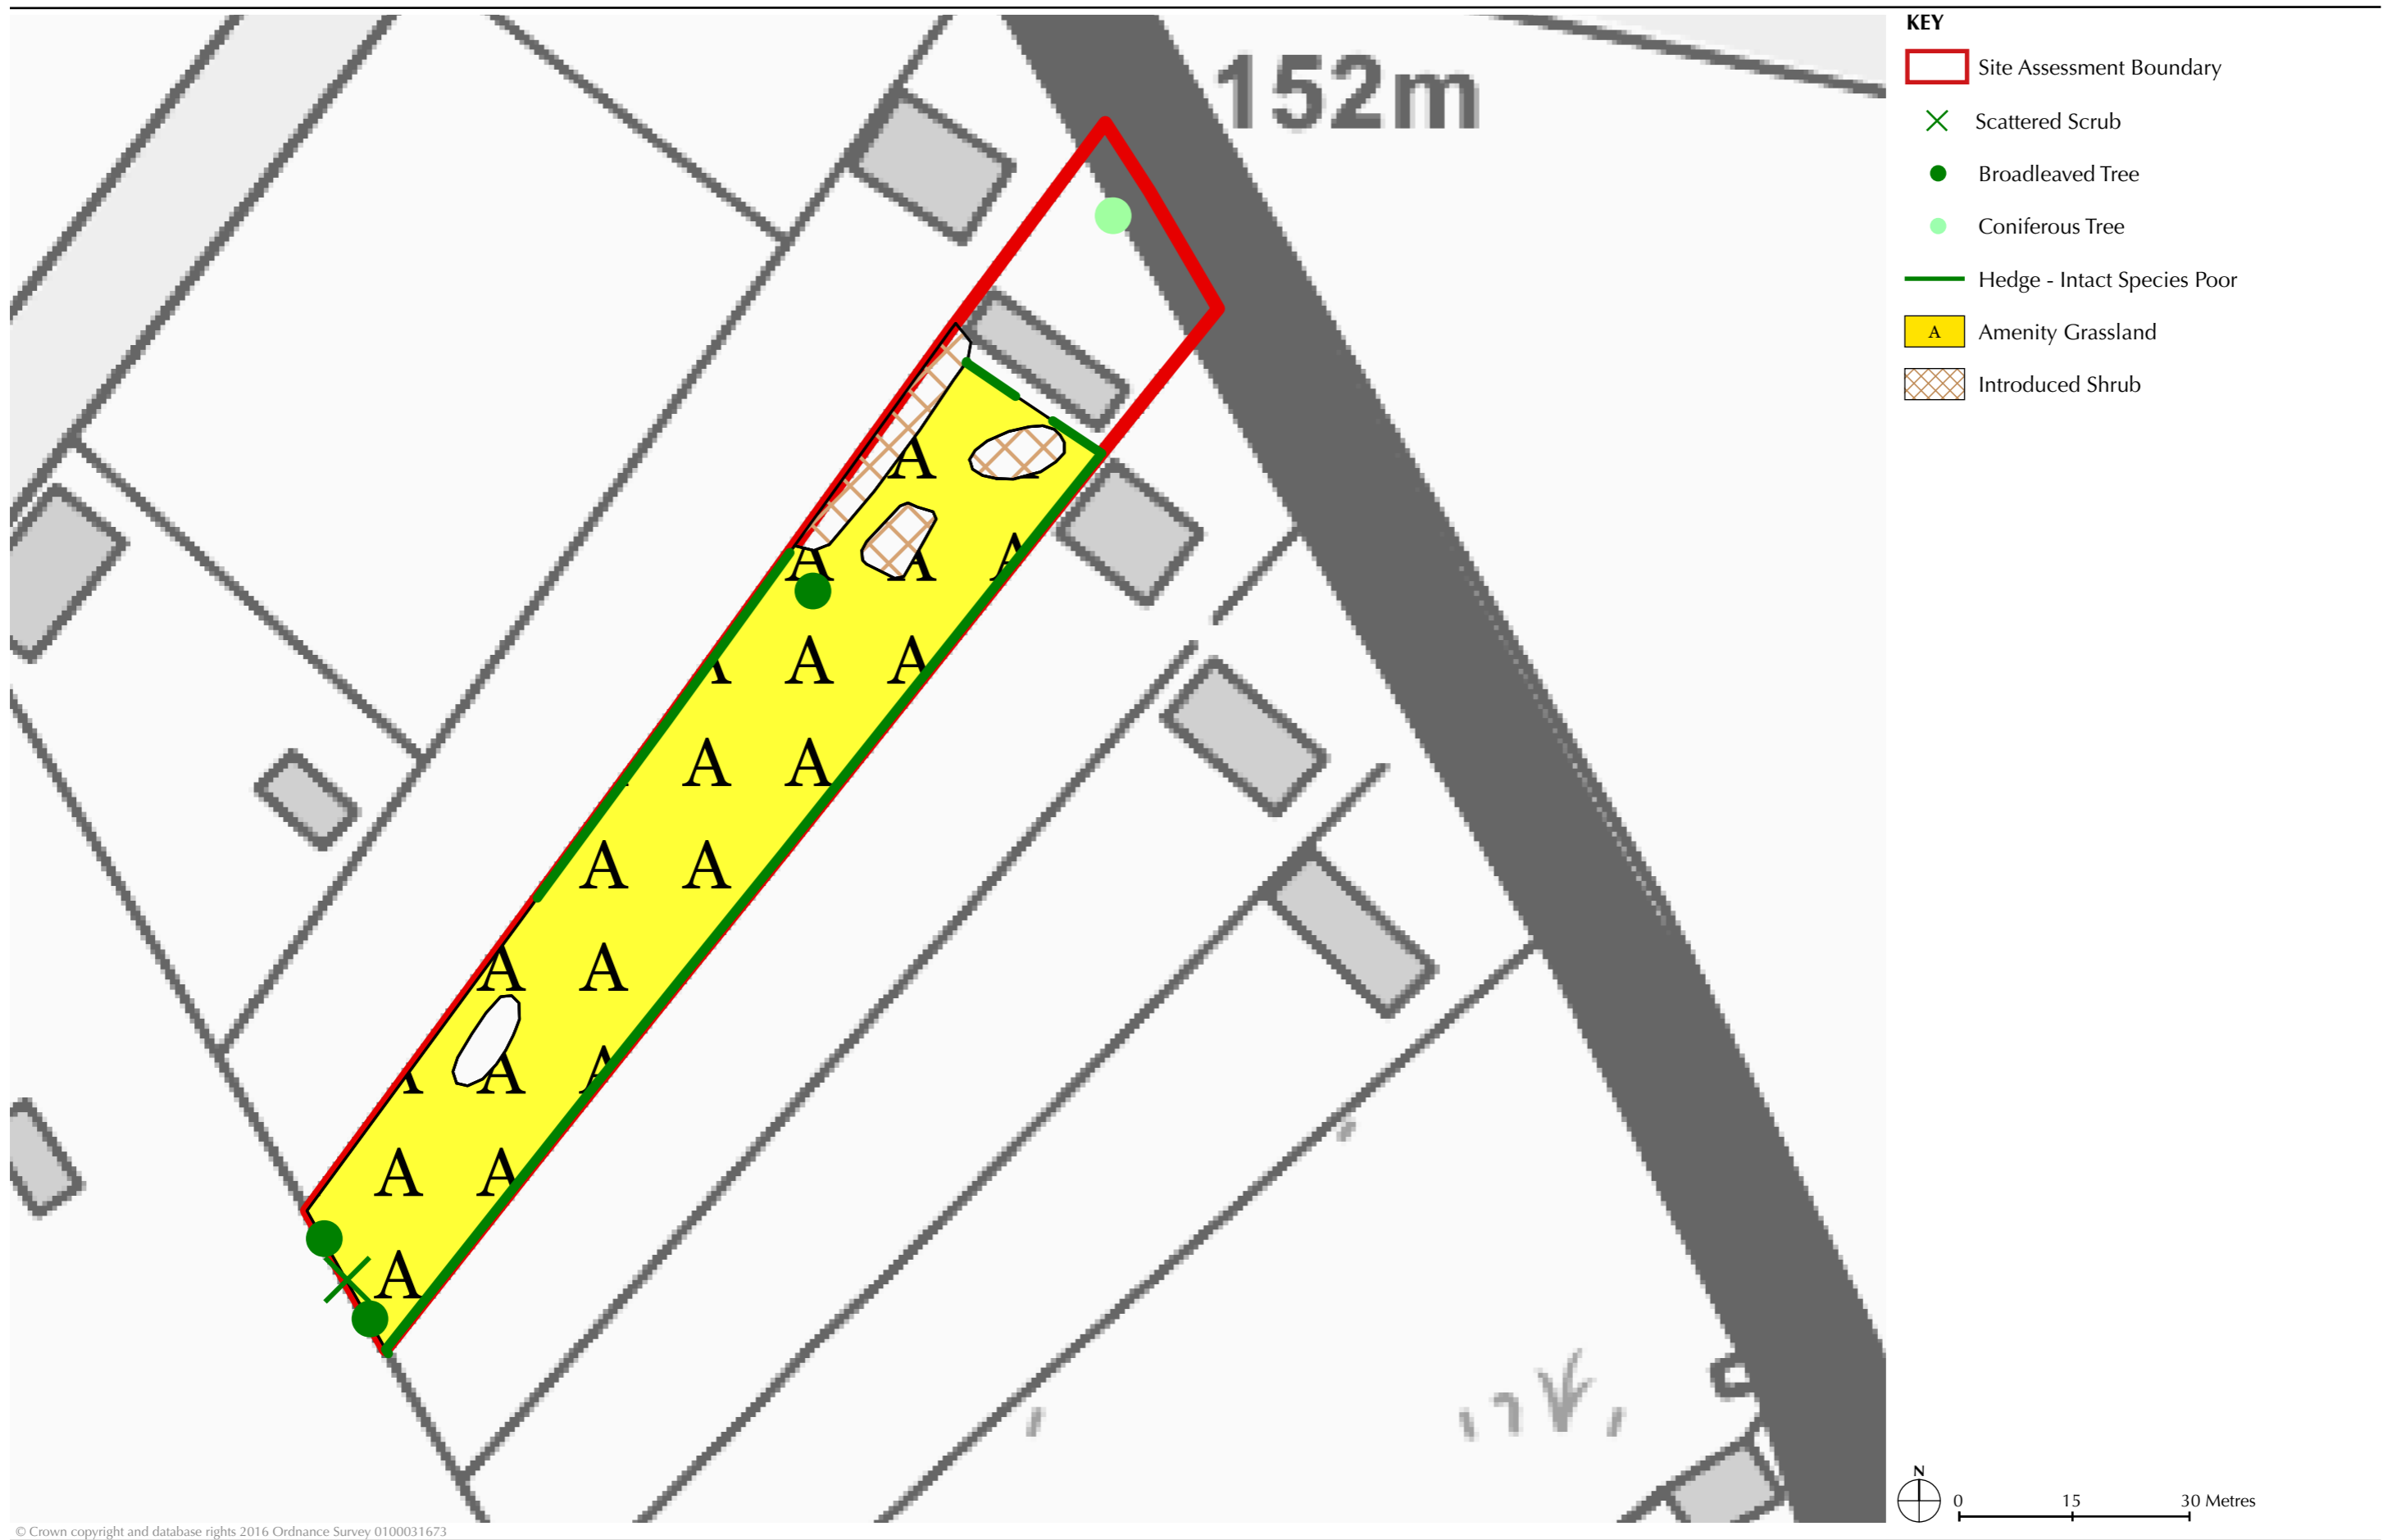 152m
KEY
Site Assessment Boundary
Scattered Scrub
Broadleaved Tree
Coniferous Tree
Hedge - Intact Species Poor
A Amenity Grassland
Introduced Shrub
A
A A A
A A A
A A
A A
A A
A A A
A A
A
N
0 15 30 Metres
© Crown copyright and database rights 2016 Ordnance Survey 0100031673